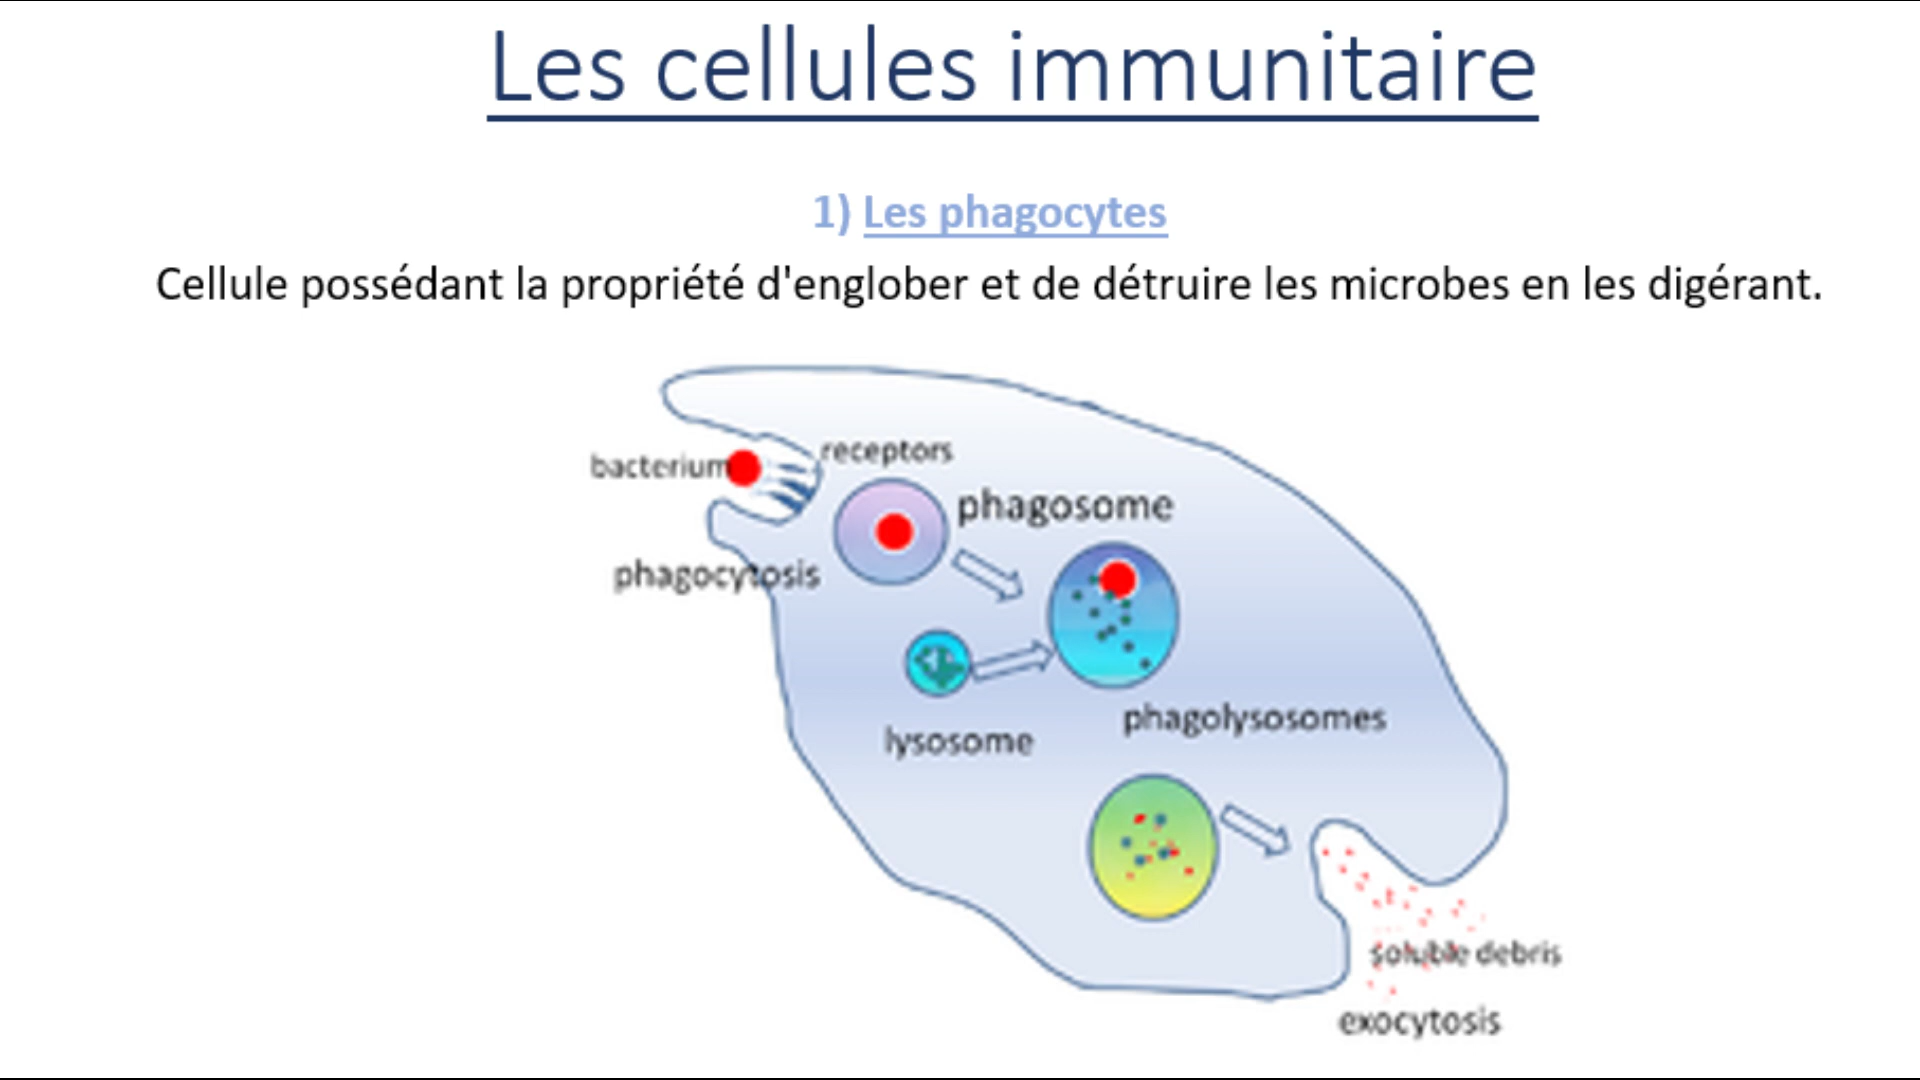 Les cellules immunitaire
1) Les phagocytes
Cellule possédant la propriété d'englober et de détruire les microbes en les digérant.
receptors
bacterium
phagosome
phagocytosis
phagolysosomes
lysosome
soluble debris
exocytosis